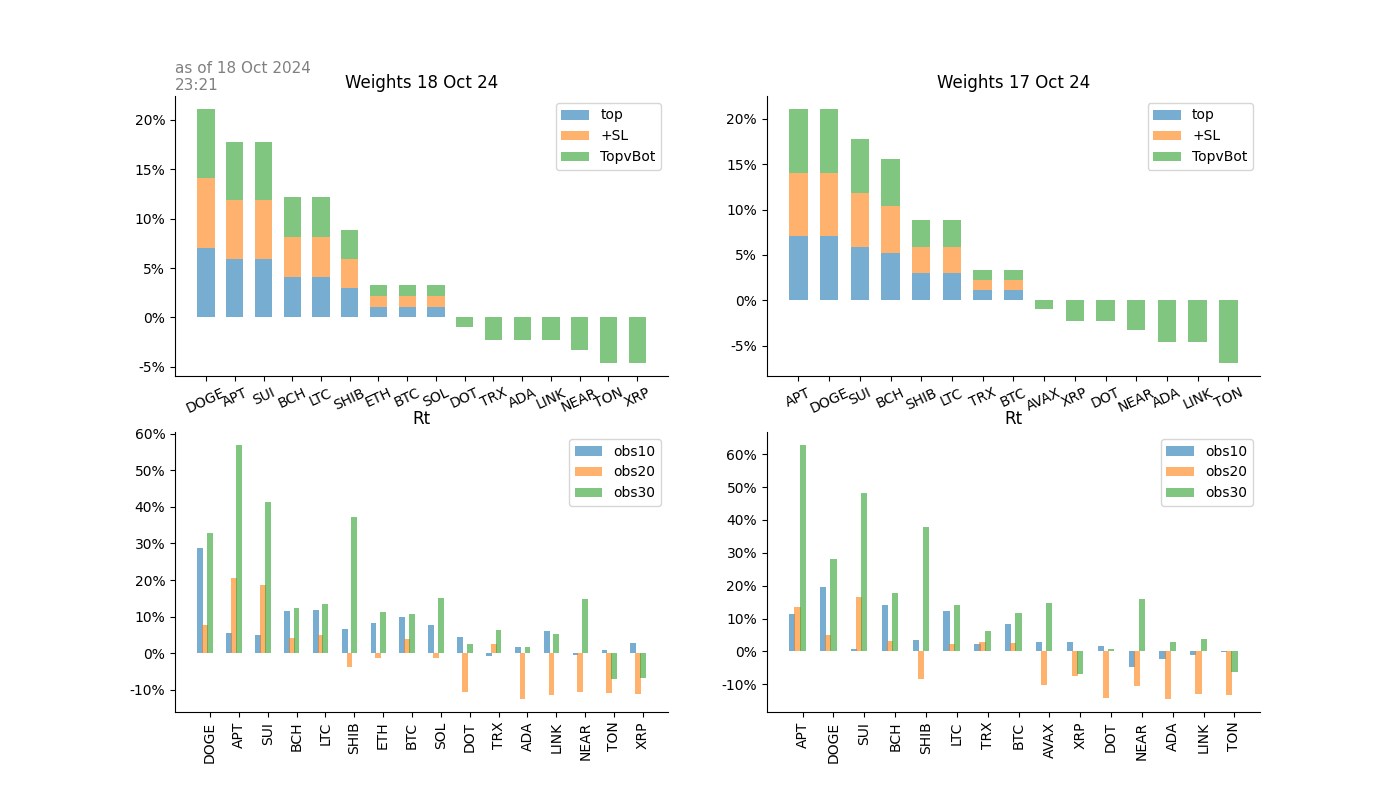 as of 18 Oct 2024
23:21
Weights 18 Oct 24
20%
15%
10%
5%
0%
-5%
top
+SL
TopvBot
DOGE APT SUI BCH LTC SHIB ETH BTC SOL DOT TRX ADA LINK NEAR TON XRP
Weights 17 Oct 24
20%
15%
10%
5%
0%
-5%
top
+SL
TopvBot
APT DOGE SUI BCH SHIB LTC TRX BTC AVAX XRP DOT NEAR ADA LINK TON
Rt
60%
50%
40%
30%
20%
10%
0%
-10%
obs10
obs20
obs30
DOGE APT SUI BCH LTC SHIB ETH BTC SOL DOT TRX ADA LINK NEAR TON XRP
Rt
60%
50%
40%
30%
20%
10%
0%
-10%
obs10
obs20
obs30
APT DOGE SUI BCH SHIB LTC TRX BTC AVAX XRP DOT NEAR ADA LINK TON